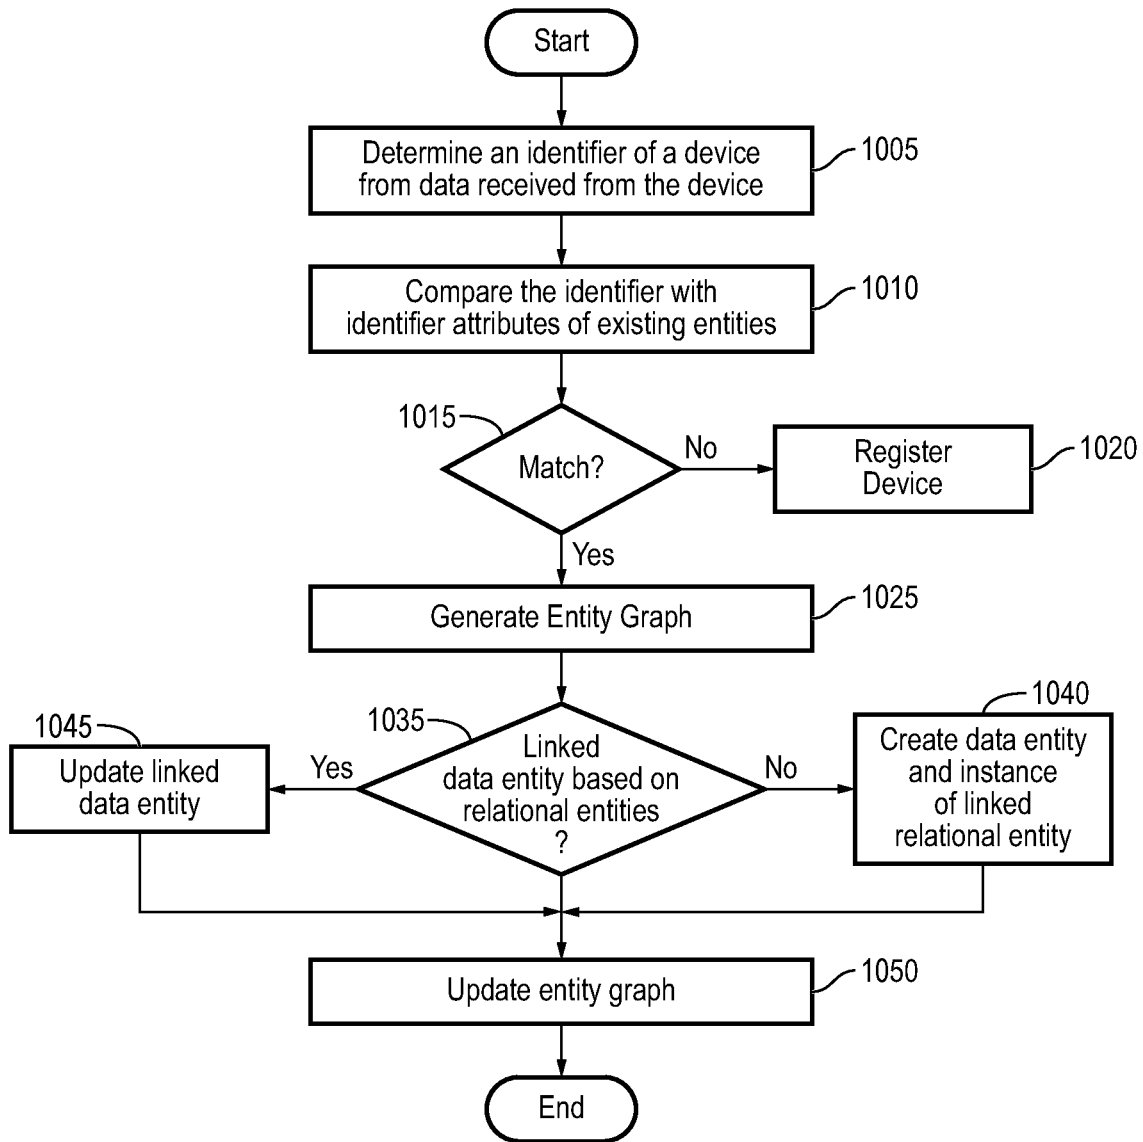 Start
Determine an identifier of a device
from data received from the device
1005
Compare the identifier with
identifier attributes of existing entities
1010
1015
Match?
No
Register
Device
1020
Yes
Generate Entity Graph
1025
1045
Update linked
data entity
Yes
1035
Linked
data entity based on
relational entities
?
No
1040
Create data entity
and instance
of linked
relational entity
Update entity graph
1050
End